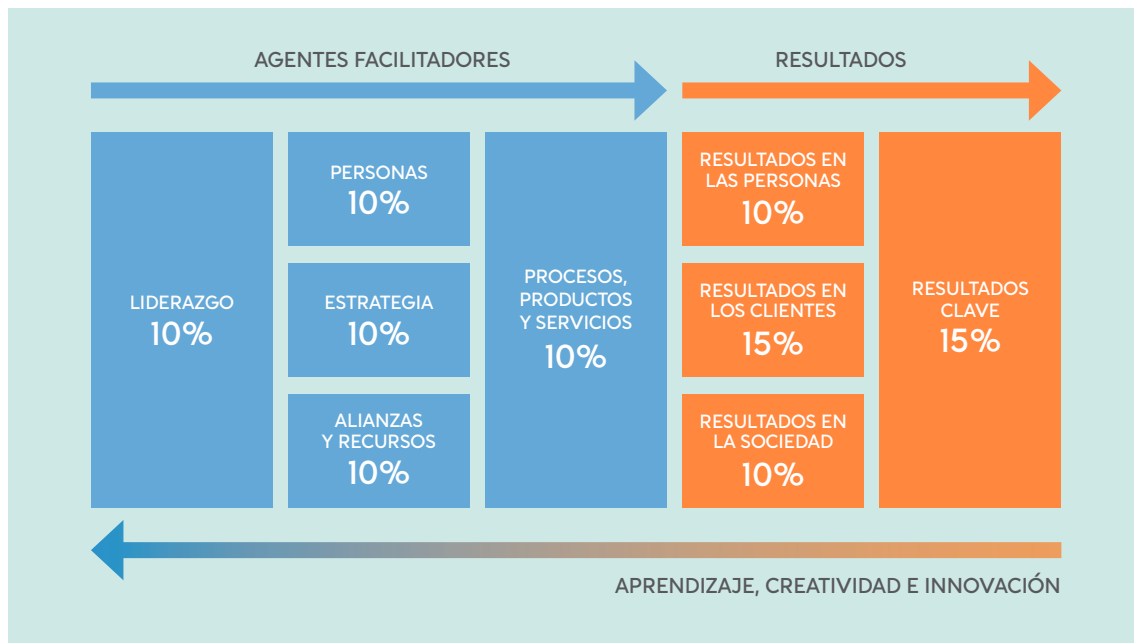 AGENTES FACILITADORES
RESULTADOS
LIDERAZGO
10%
PERSONAS
10%
ESTRATEGIA
10%
ALIANZAS
Y RECURSOS
10%
PROCESOS,
PRODUCTOS
Y SERVICIOS
10%
RESULTADOS EN
LAS PERSONAS
10%
RESULTADOS EN
LOS CLIENTES
15%
RESULTADOS EN
LA SOCIEDAD
10%
RESULTADOS
CLAVE
15%
APRENDIZAJE, CREATIVIDAD E INNOVACIÓN